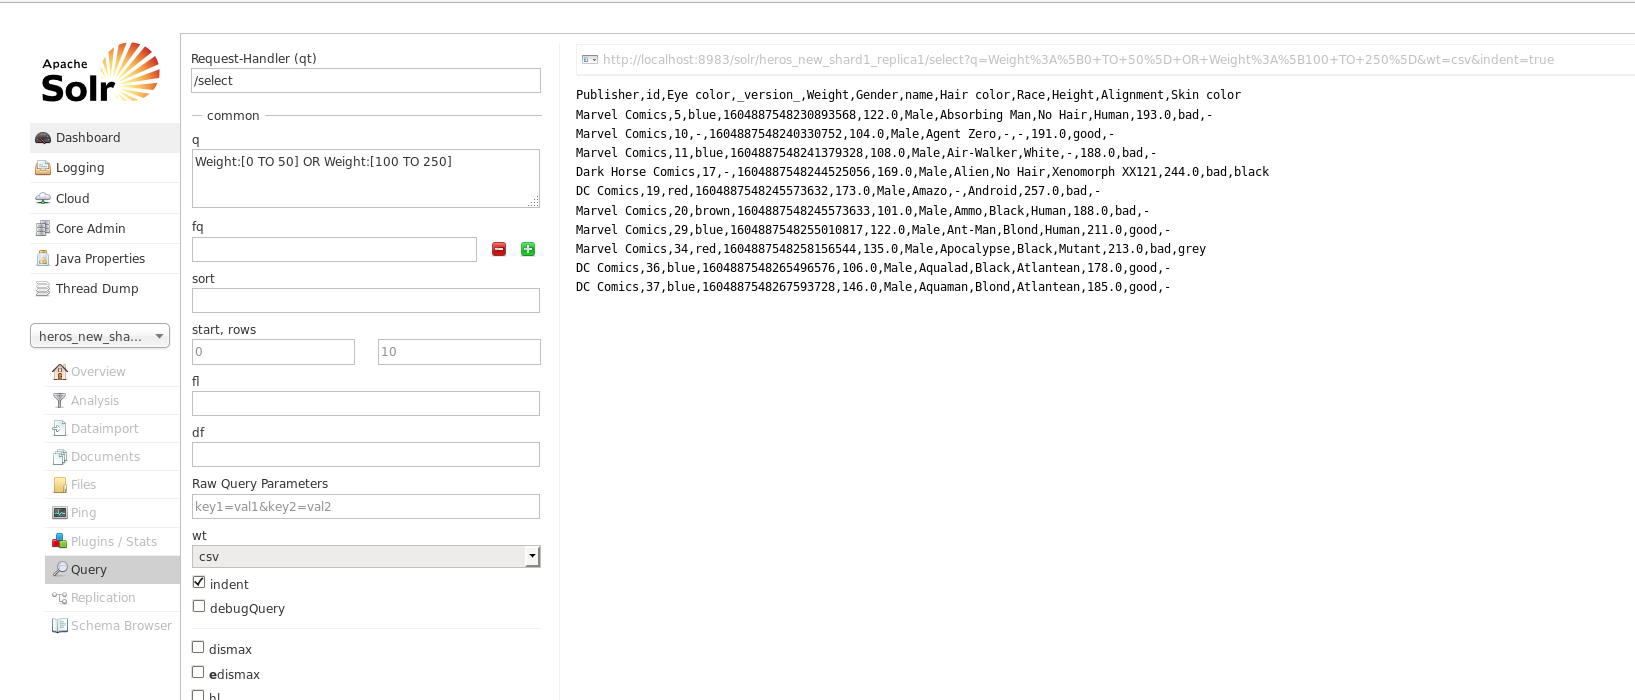 Apache
Solr
Dashboard
Logging
Cloud
Core Admin
Java Properties
Thread Dump
heros_new_sha...
Overview
Analysis
Dataimport
Documents
Files
Ping
Plugins / Stats
Query
Replication
Schema Browser
Request-Handler (qt)
/select
common
q
Weight:[0 TO 50] OR Weight:[100 TO 250]
fq
sort
start, rows
0 10
fl
df
Raw Query Parameters
key1=val1&key2=val2
wt
csv
indent
debugQuery
dismax
edismax
hl
http://localhost:8983/solr/heros_new_shard1_replica1/select?q=Weight%3A%5B0+TO+50%5D+OR+Weight%3A%5B100+TO+250%5D&wt=csv&indent=true
Publisher,id,Eye color,_version_,Weight,Gender,name,Hair color,Race,Height,Alignment,Skin color
Marvel Comics,5,blue,1604887548230893568,122.0,Male,Absorbing Man,No Hair,Human,193.0,bad,-
Marvel Comics,10,-,1604887548240330752,104.0,Male,Agent Zero,-,-,191.0,good,-
Marvel Comics,11,blue,1604887548241379328,108.0,Male,Air-Walker,White,-,188.0,bad,-
Dark Horse Comics,17,-,1604887548244525056,169.0,Male,Alien,No Hair,Xenomorph XX121,244.0,bad,black
DC Comics,19,red,1604887548245573632,173.0,Male,Amazo,-,Android,257.0,bad,-
Marvel Comics,20,brown,1604887548245573633,101.0,Male,Ammo,Black,Human,188.0,bad,-
Marvel Comics,29,blue,1604887548255010817,122.0,Male,Ant-Man,Blond,Human,211.0,good,-
Marvel Comics,34,red,1604887548258156544,135.0,Male,Apocalypse,Black,Mutant,213.0,bad,grey
DC Comics,36,blue,1604887548265496576,106.0,Male,Aqualad,Black,Atlantean,178.0,good,-
DC Comics,37,blue,1604887548267593728,146.0,Male,Aquaman,Blond,Atlantean,185.0,good,-